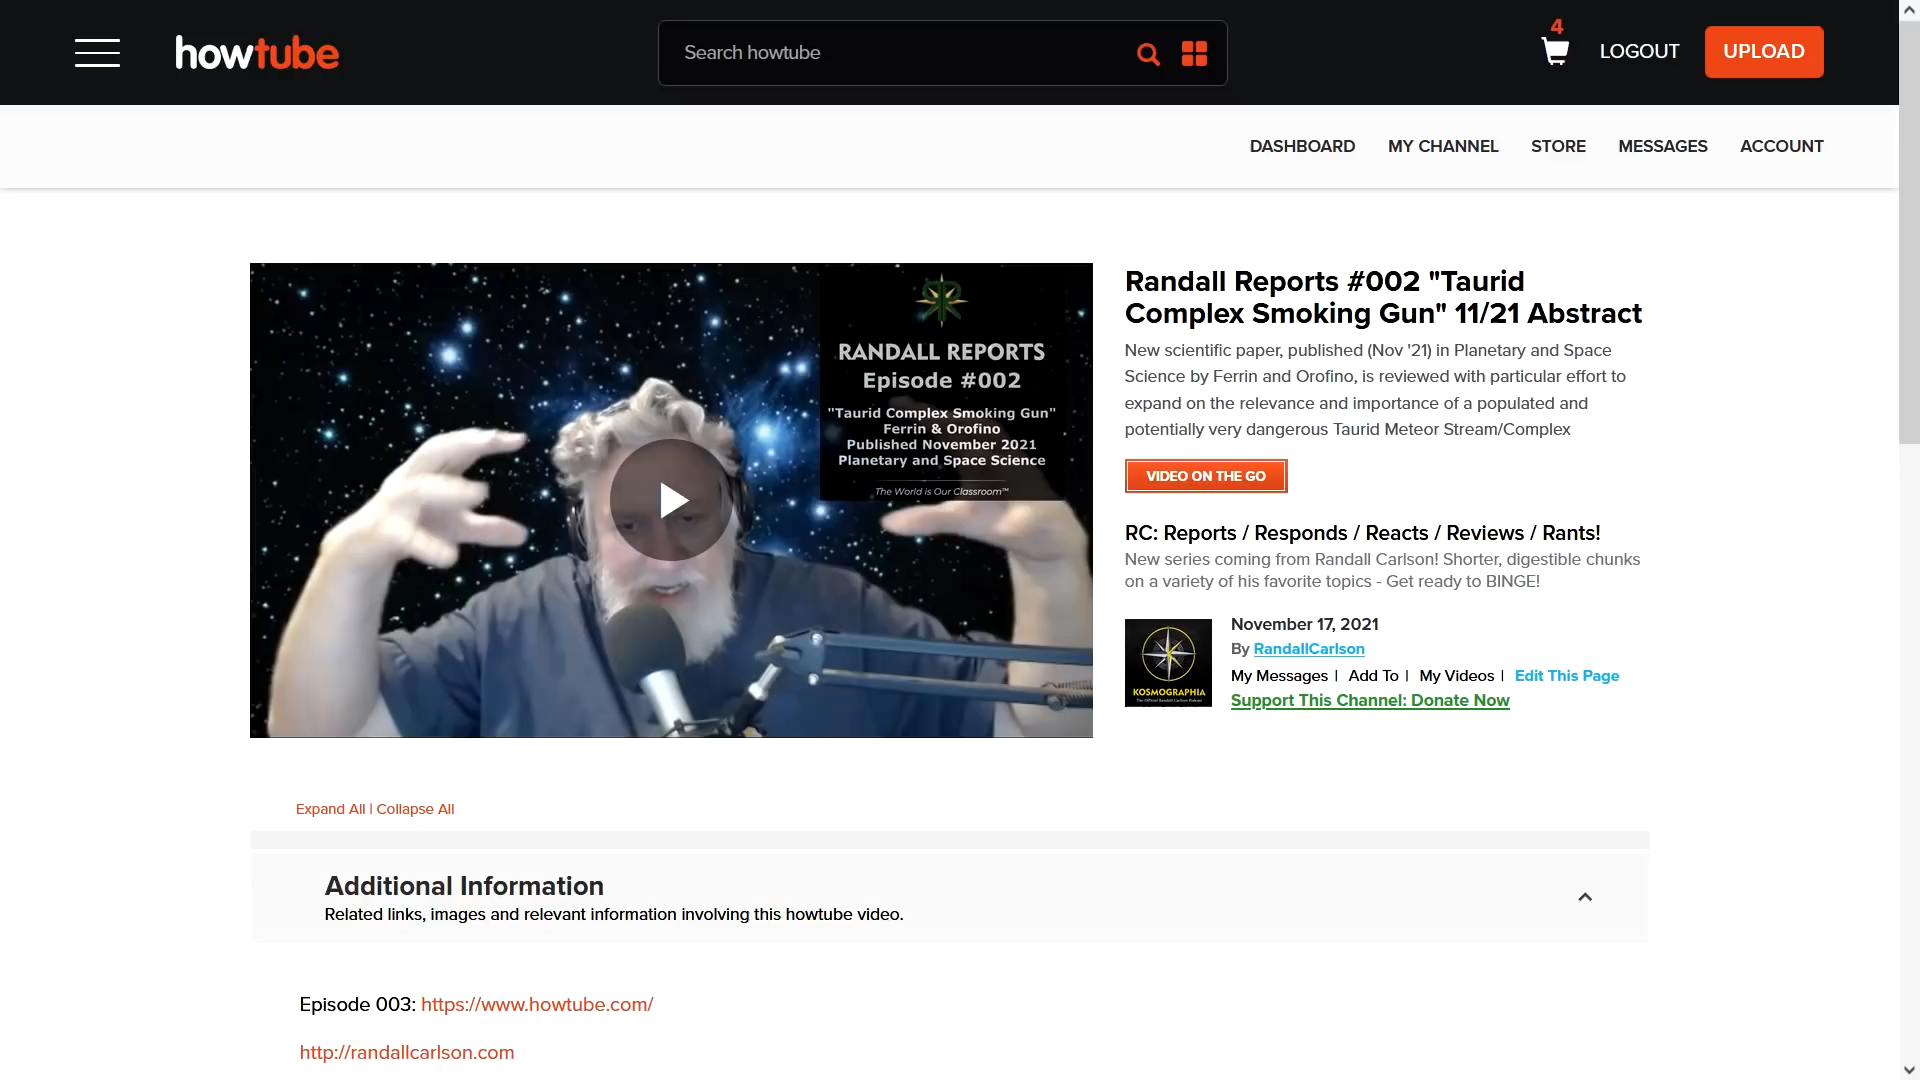 howtube
Search howtube
4
LOGOUT
UPLOAD
DASHBOARD
MY CHANNEL
STORE
MESSAGES
ACCOUNT
RANDALL REPORTS
Episode #002
"Taurid Complex Smoking Gun"
Ferrin & Orofino
Published November 2021
Planetary and Space Science
The World is Our Classroom™
Randall Reports #002 "Taurid
Complex Smoking Gun" 11/21 Abstract
New scientific paper, published (Nov '21) in Planetary and Space
Science by Ferrin and Orofino, is reviewed with particular effort to
expand on the relevance and importance of a populated and
potentially very dangerous Taurid Meteor Stream/Complex
VIDEO ON THE GO
RC: Reports / Responds / Reacts / Reviews / Rants!
New series coming from Randall Carlson! Shorter, digestible chunks
on a variety of his favorite topics - Get ready to BINGE!
KOSMOGRAPHIA
The Official Randall Carlson Podcast
November 17, 2021
By RandallCarlson
My Messages | Add To | My Videos | Edit This Page
Support This Channel: Donate Now
Expand All | Collapse All
Additional Information
Related links, images and relevant information involving this howtube video.
Episode 003: https://www.howtube.com/
http://randallcarlson.com